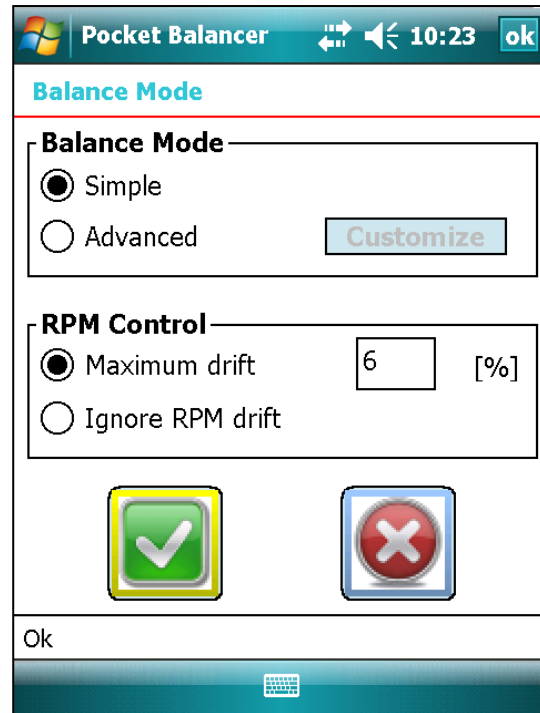 Pocket Balancer 10:23 ok
Balance Mode
Balance Mode
Simple
Advanced Customize
RPM Control
Maximum drift 6 [%]
Ignore RPM drift
Ok